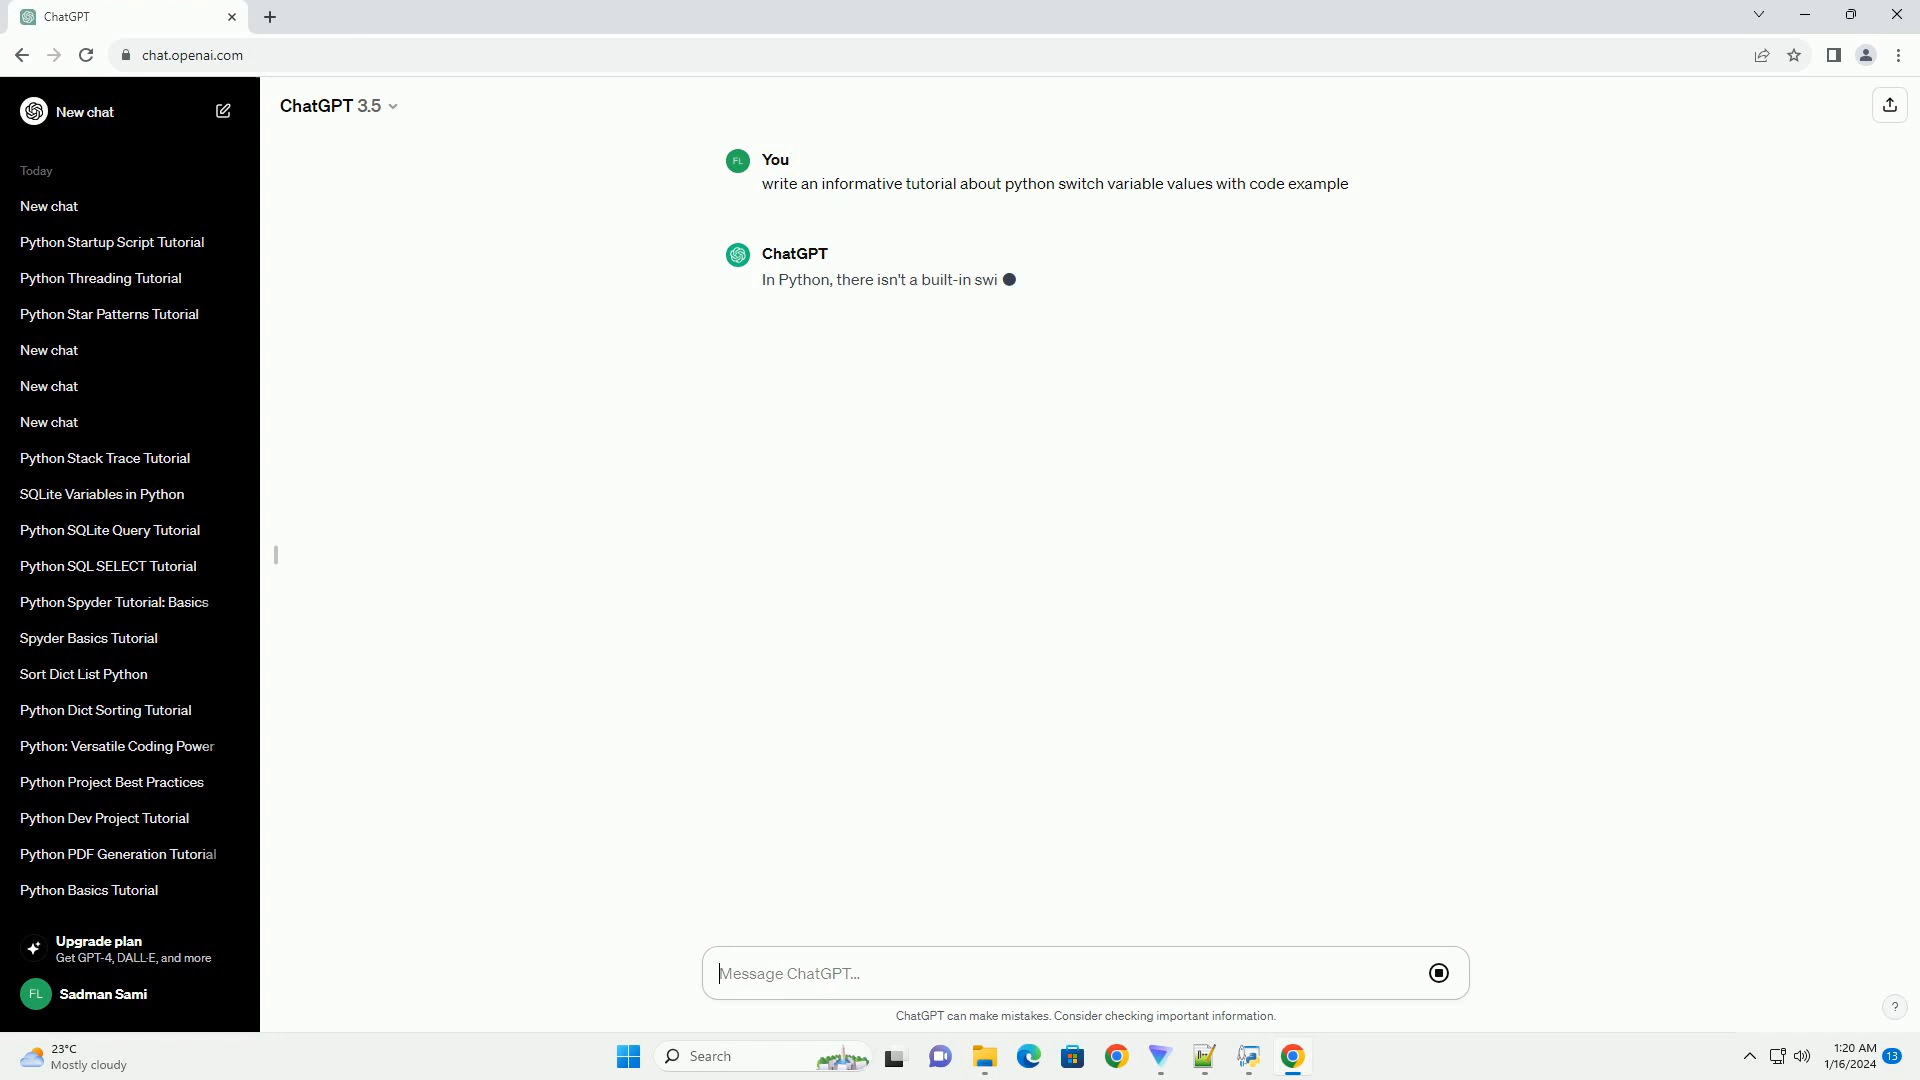 ChatGPT
chat.openai.com
New chat
Today
New chat
Python Startup Script Tutorial
Python Threading Tutorial
Python Star Patterns Tutorial
New chat
New chat
New chat
Python Stack Trace Tutorial
SQLite Variables in Python
Python SQLite Query Tutorial
Python SQL SELECT Tutorial
Python Spyder Tutorial: Basics
Spyder Basics Tutorial
Sort Dict List Python
Python Dict Sorting Tutorial
Python: Versatile Coding Power
Python Project Best Practices
Python Dev Project Tutorial
Python PDF Generation Tutorial
Python Basics Tutorial
Upgrade plan
Get GPT-4, DALL·E, and more
FL Sadman Sami
ChatGPT 3.5
FL You
write an informative tutorial about python switch variable values with code example
ChatGPT
In Python, there isn't a built-in swi
Message ChatGPT...
ChatGPT can make mistakes. Consider checking important information.
?
23°C
Mostly cloudy
Search
1:20 AM
1/16/2024
13